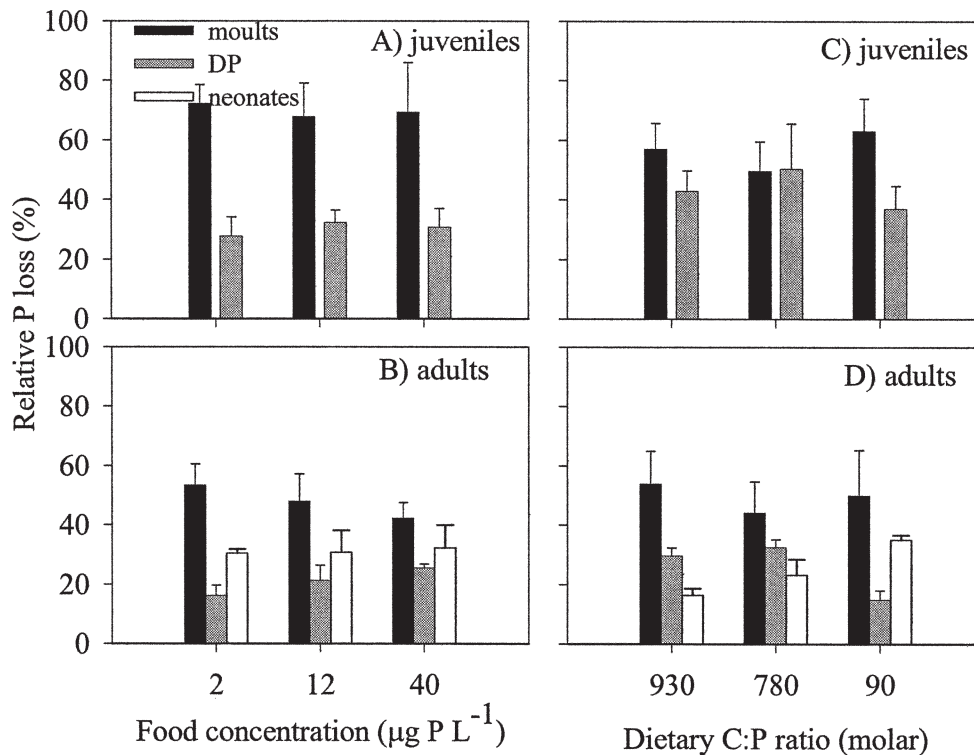 Relative P loss (%)
100
80
60
40
20
0
moults
DP
neonates
A) juveniles
C) juveniles
100
80
60
40
20
0
B) adults
D) adults
2 12 40
930 780 90
Food concentration (µg P L⁻¹)
Dietary C:P ratio (molar)